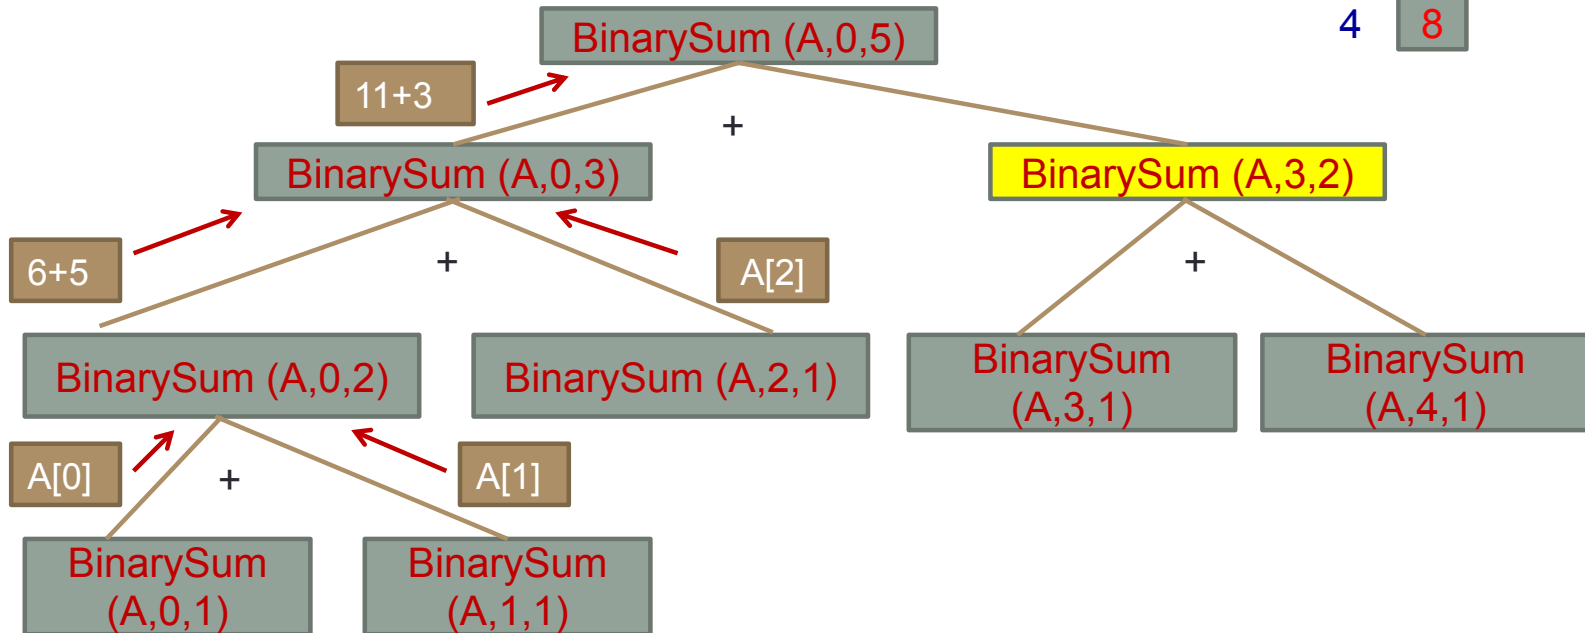 BinarySum (A,0,5)
4
8
11+3
+
BinarySum (A,0,3)
BinarySum (A,3,2)
6+5
+
A[2]
+
BinarySum (A,0,2)
BinarySum (A,2,1)
BinarySum
(A,3,1)
BinarySum
(A,4,1)
A[0]
+
A[1]
BinarySum
(A,0,1)
BinarySum
(A,1,1)